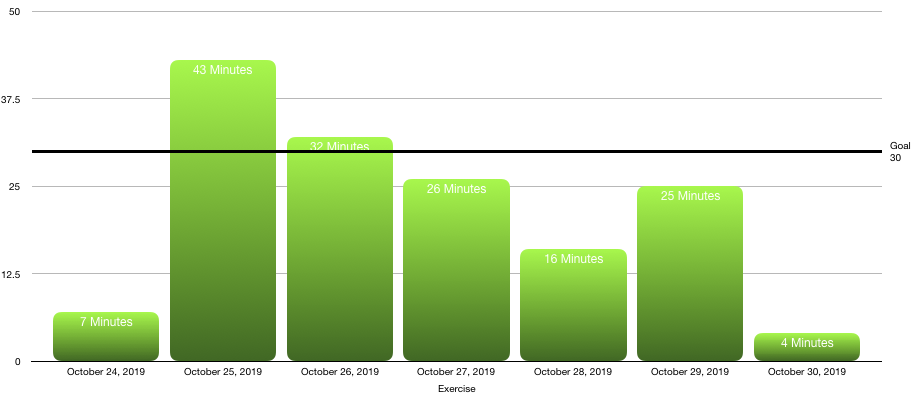 50
37.5
25
12.5
0
43 Minutes
32 Minutes
Goal
30
26 Minutes
25 Minutes
16 Minutes
7 Minutes
4 Minutes
October 24, 2019
October 25, 2019
October 26, 2019
October 27, 2019
October 28, 2019
October 29, 2019
October 30, 2019
Exercise